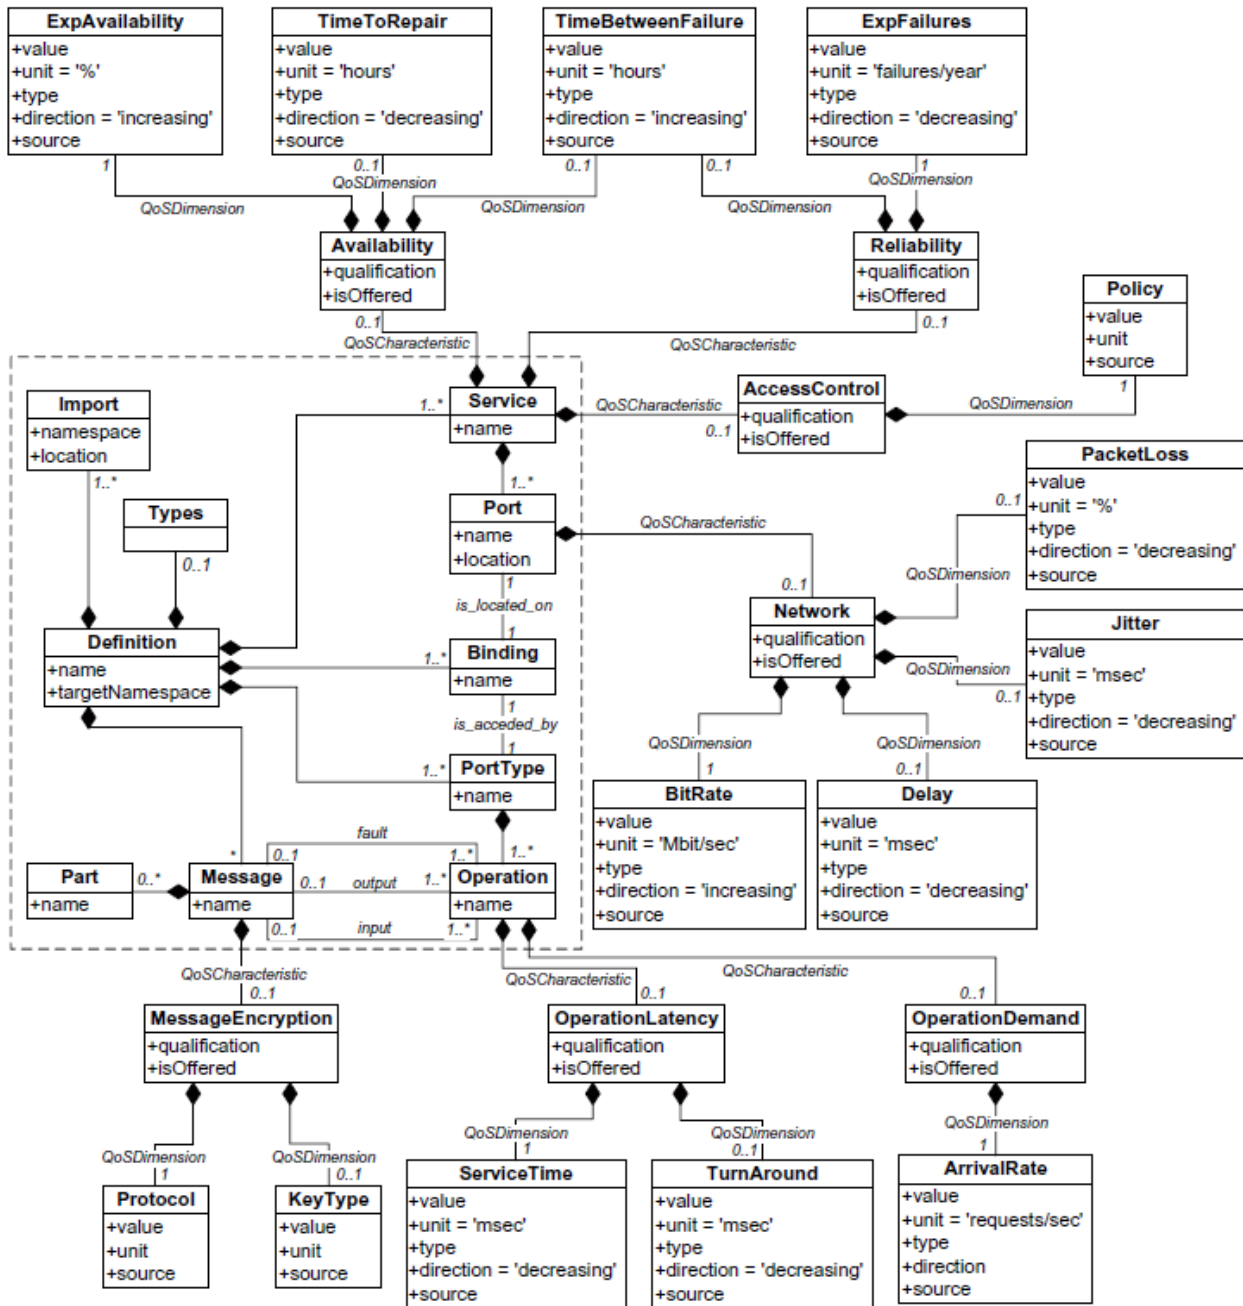 ExpAvailability
+value
+unit = '%'
+type
+direction = 'increasing'
+source
TimeToRepair
+value
+unit = 'hours'
+type
+direction = 'decreasing'
+source
TimeBetweenFailure
+value
+unit = 'hours'
+type
+direction = 'increasing'
+source
ExpFailures
+value
+unit = 'failures/year'
+type
+direction = 'decreasing'
+source
1
0..1
0..1
0..1
1
QoSDimension
QoSDimension
QoSDimension
QoSDimension
QoSDimension
Availability
+qualification
+isOffered
Reliability
+qualification
+isOffered
Policy
+value
+unit
+source
0..1
QoSCharacteristic
0..1
QoSCharacteristic
1
Import
+namespace
+location
1..*
Service
+name
1..*
QoSCharacteristic
0..1
AccessControl
+qualification
+isOffered
QoSDimension
1..*
Types
0..1
Port
+name
+location
QoSCharacteristic
0..1
PacketLoss
+value
+unit = '%'
+type
+direction = 'decreasing'
+source
0..1
QoSDimension
1
is_located_on
1
Definition
+name
+targetNamespace
1..*
Binding
+name
Network
+qualification
+isOffered
QoSDimension
0..1
Jitter
+value
+unit = 'msec'
+type
+direction = 'decreasing'
+source
1
is_acceded_by
1
1..*
PortType
+name
QoSDimension
1
QoSDimension
0..1
BitRate
+value
+unit = 'Mbit/sec'
+type
+direction = 'increasing'
+source
Delay
+value
+unit = 'msec'
+type
+direction = 'decreasing'
+source
*
fault
0..1
1..*
1..*
Part
+name
0..*
Message
+name
0..1
output
1..*
Operation
+name
0..1
input
1..*
QoSCharacteristic
0..1
QoSCharacteristic
0..1
QoSCharacteristic
0..1
MessageEncryption
+qualification
+isOffered
OperationLatency
+qualification
+isOffered
OperationDemand
+qualification
+isOffered
QoSDimension
1
QoSDimension
0..1
QoSDimension
1
QoSDimension
0..1
QoSDimension
1
Protocol
+value
+unit
+source
KeyType
+value
+unit
+source
ServiceTime
+value
+unit = 'msec'
+type
+direction = 'decreasing'
+source
TurnAround
+value
+unit = 'msec'
+type
+direction = 'decreasing'
+source
ArrivalRate
+value
+unit = 'requests/sec'
+type
+direction
+source